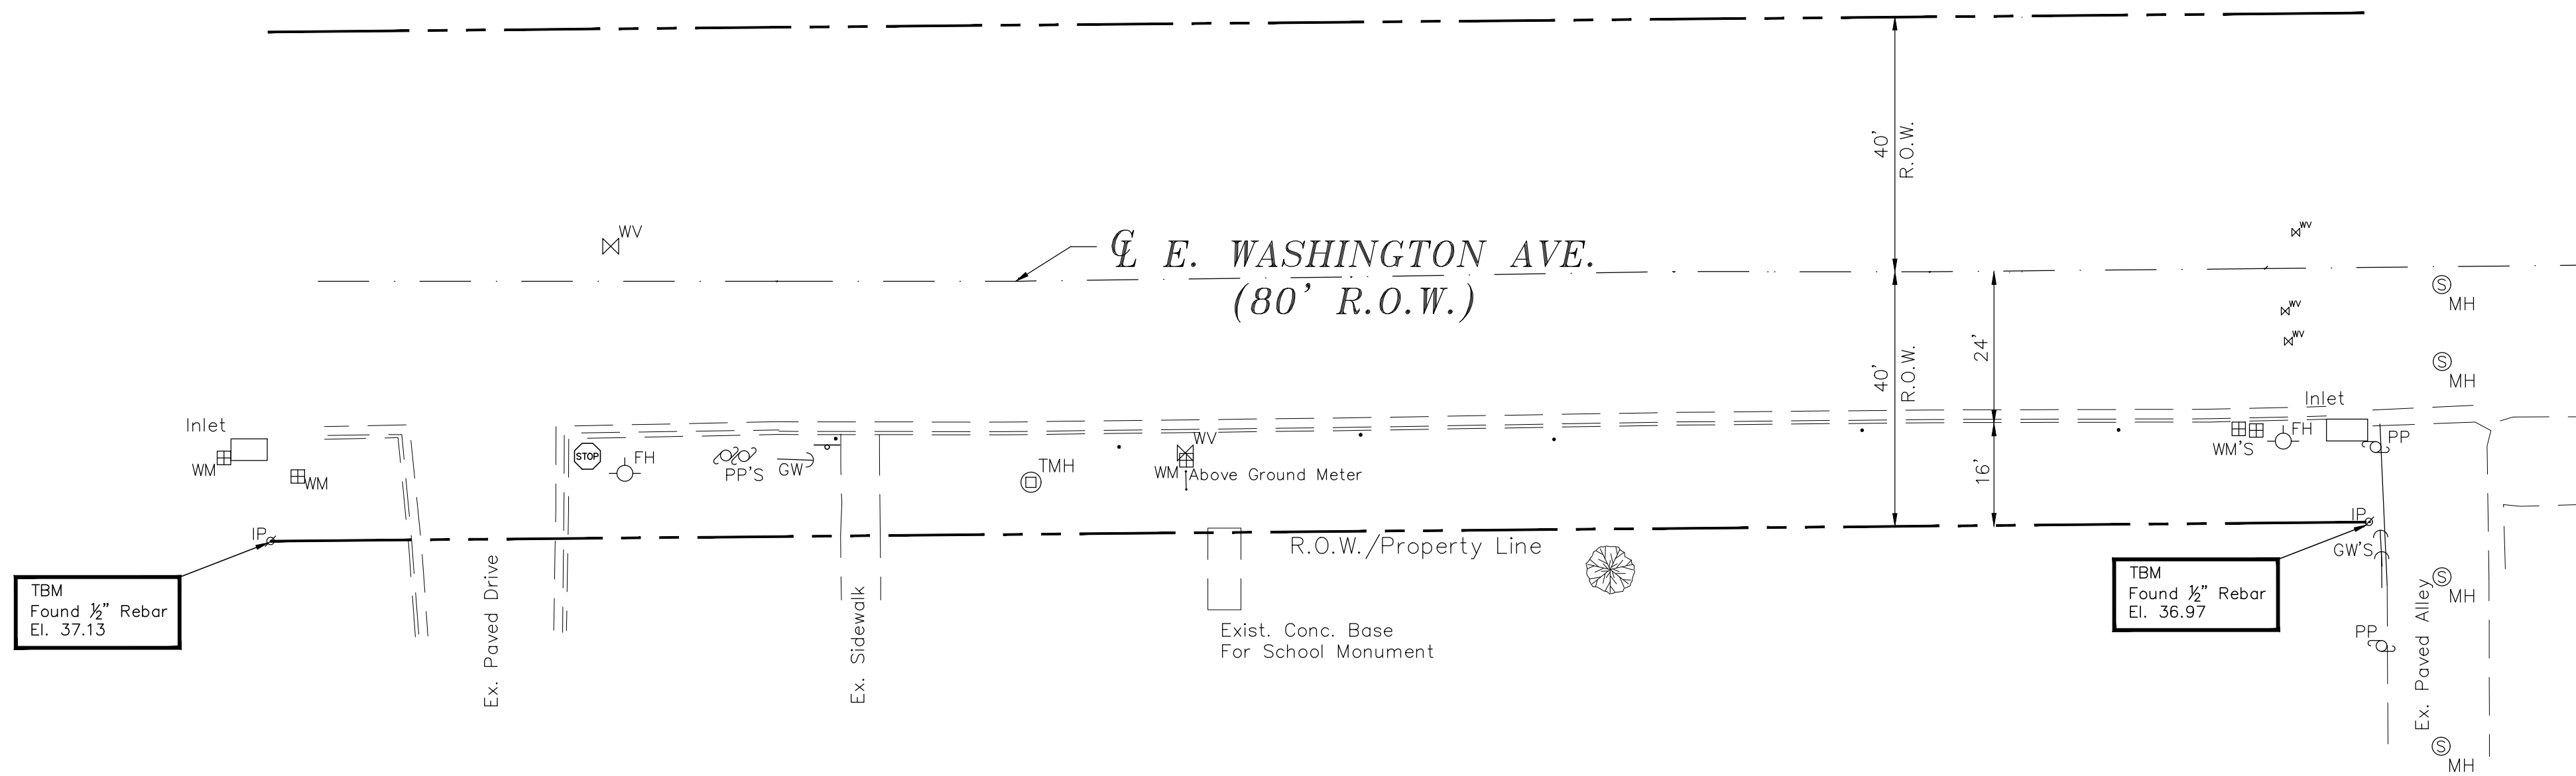 40'
R.O.W.
WV
WV
℄ E. WASHINGTON AVE.
(80' R.O.W.)
S
MH
WV
WV
24'
40'
R.O.W.
S
MH
Inlet
Inlet
WM
WM
STOP
FH
PP'S
GW
TMH
WV
WM
Above Ground Meter
16'
WM'S
FH
PP
IP
IP
R.O.W./Property Line
GW'S
TBM
Found ½" Rebar
El. 37.13
TBM
Found ½" Rebar
El. 36.97
S
MH
Ex. Paved Drive
Ex. Sidewalk
Exist. Conc. Base
For School Monument
PP
Ex. Paved Alley
S
MH